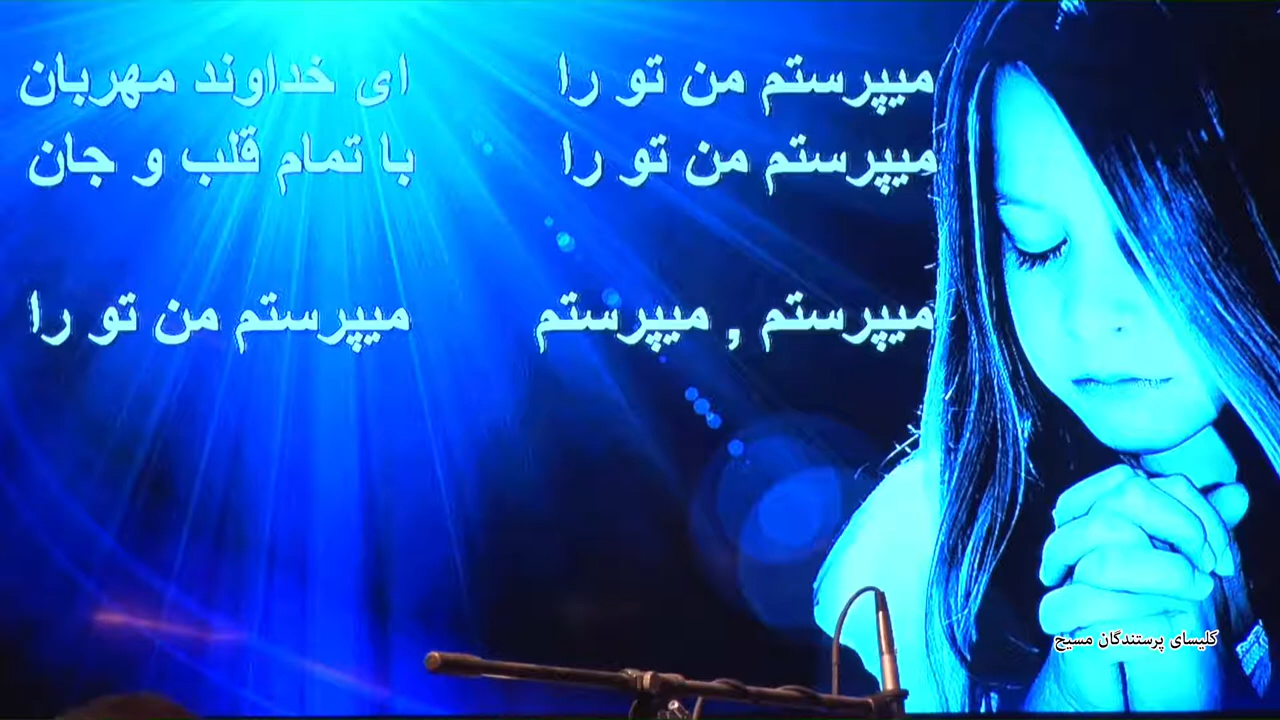 میپرستم من تو را ای خداوند مهربان
میپرستم من تو را با تمام قلب و جان
میپرستم , میپرستم میپرستم من تو را
کلیسای پرستندگان مسیح